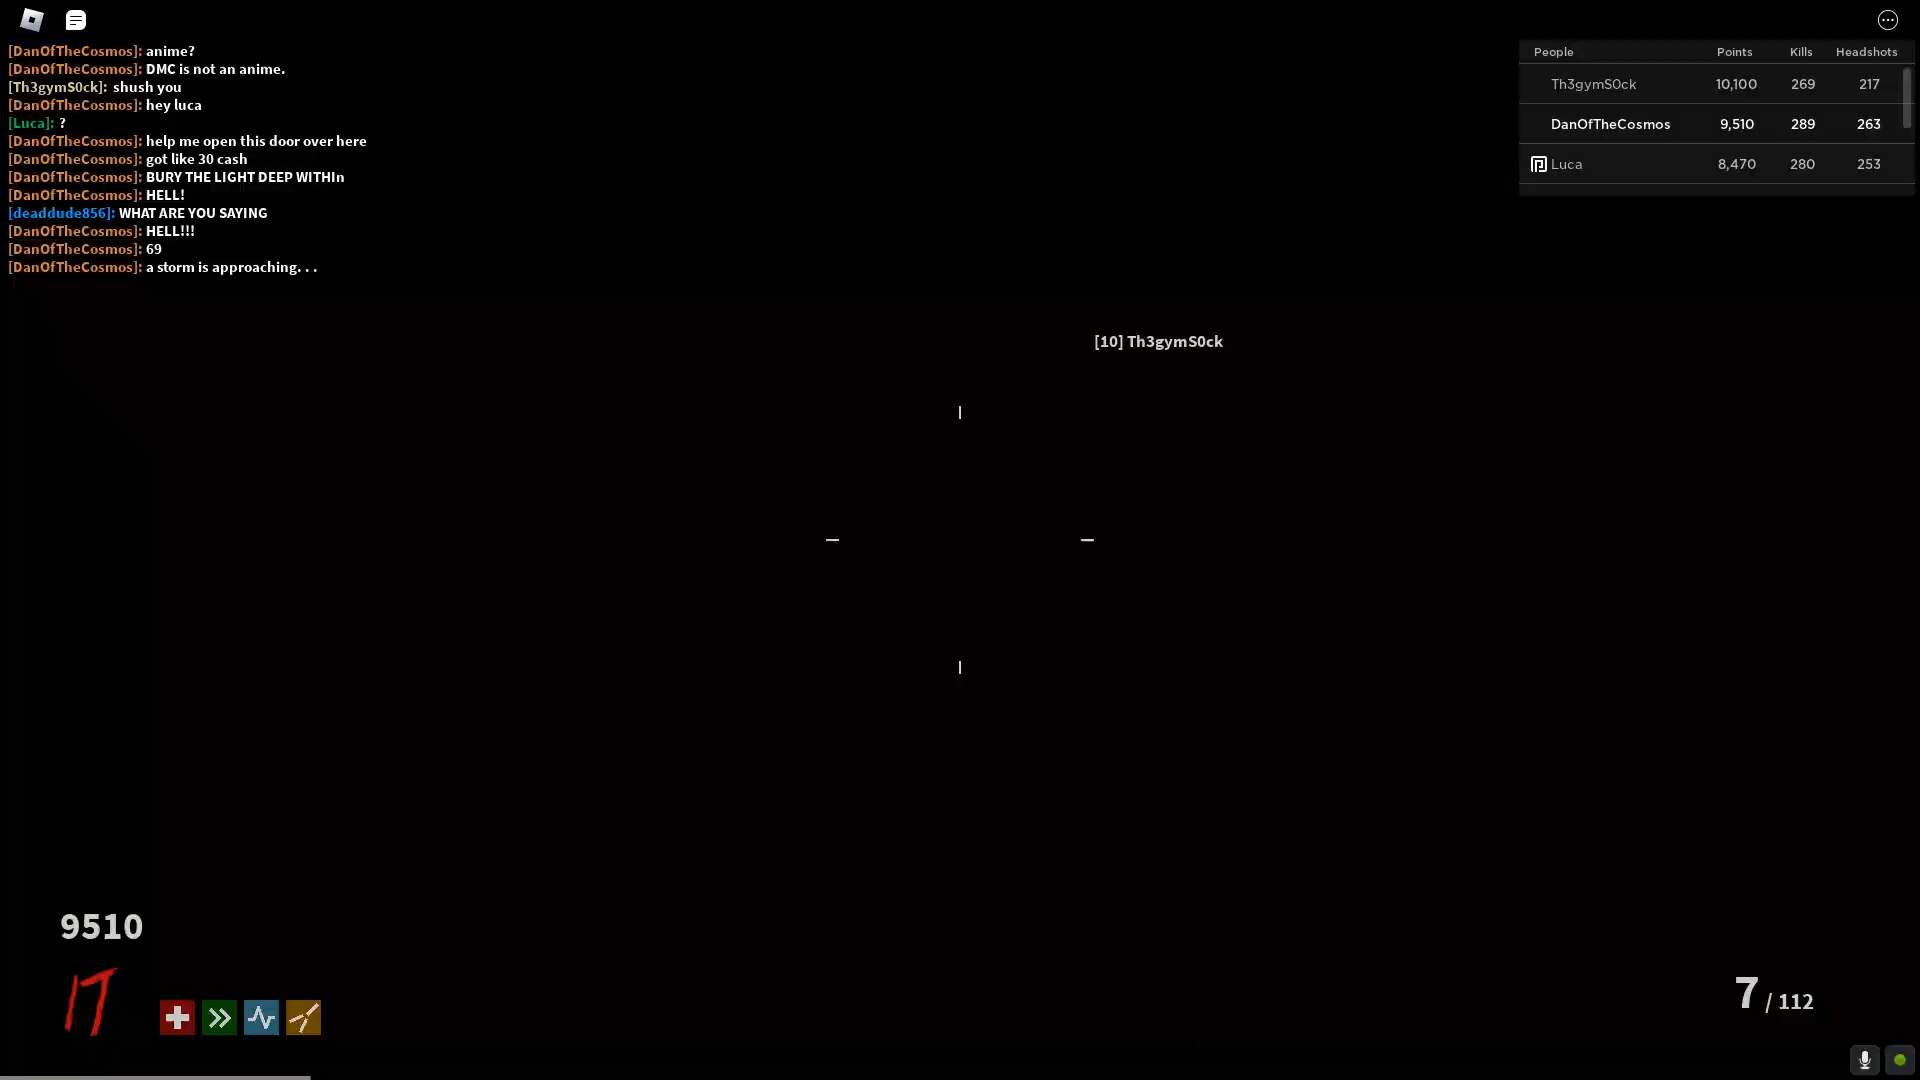 [DanOfTheCosmos]: anime?
[DanOfTheCosmos]: DMC is not an anime.
[Th3gymS0ck]: shush you
[DanOfTheCosmos]: hey luca
[Luca]: ?
[DanOfTheCosmos]: help me open this door over here
[DanOfTheCosmos]: got like 30 cash
[DanOfTheCosmos]: BURY THE LIGHT DEEP WITHIn
[DanOfTheCosmos]: HELL!
[deaddude856]: WHAT ARE YOU SAYING
[DanOfTheCosmos]: HELL!!!
[DanOfTheCosmos]: 69
[DanOfTheCosmos]: a storm is approaching. . .
People Points Kills Headshots
Th3gymS0ck 10,100 269 217
DanOfTheCosmos 9,510 289 263
Luca 8,470 280 253
[10] Th3gymS0ck
9510
17
7 / 112